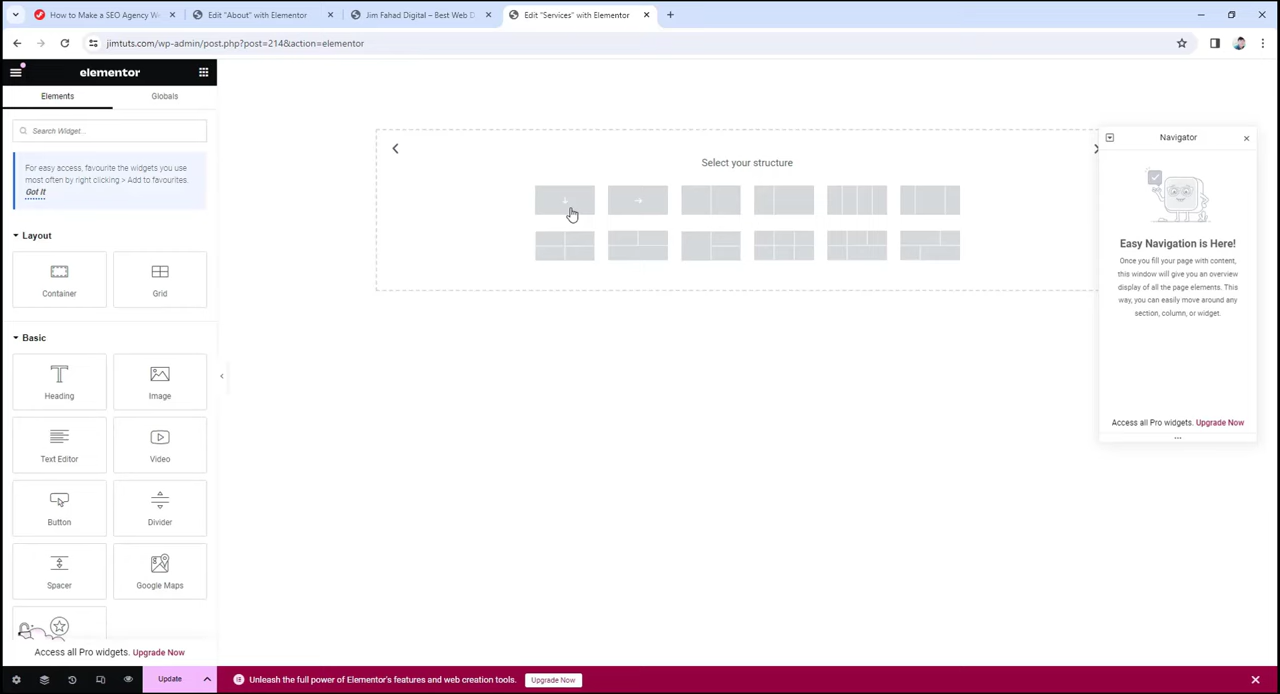 How to Make a SEO Agency We
Edit "About" with Elementor
Jim Fahad Digital – Best Web D
Edit "Services" with Elementor
jimtuts.com/wp-admin/post.php?post=214&action=elementor
elementor
Elements
Globals
Search Widget...
For easy access, favourite the widgets you use
most often by right clicking > Add to favourites.
Got It
Layout
Container
Grid
Basic
Heading
Image
Text Editor
Video
Button
Divider
Spacer
Google Maps
Access all Pro widgets. Upgrade Now
Update
Select your structure
Navigator
Easy Navigation is Here!
Once you fill your page with content,
this window will give you an overview
display of all the page elements. This
way, you can easily move around any
section, column, or widget.
Access all Pro widgets. Upgrade Now
Unleash the full power of Elementor's features and web creation tools.
Upgrade Now